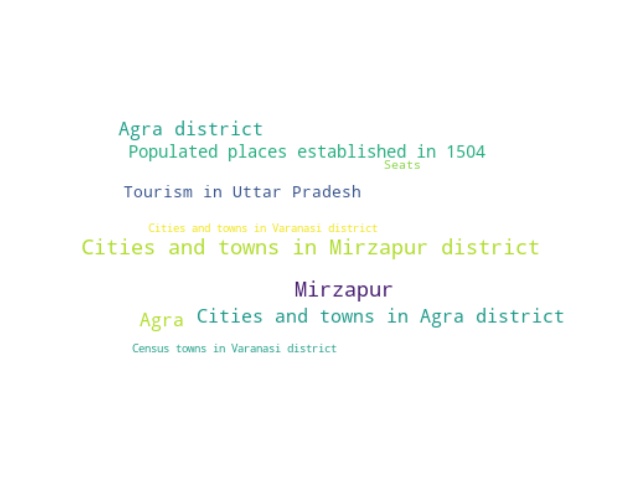 Agra district
Populated places established in 1504
Seats
Tourism in Uttar Pradesh
Cities and towns in Varanasi district
Cities and towns in Mirzapur district
Mirzapur
Agra
Cities and towns in Agra district
Census towns in Varanasi district